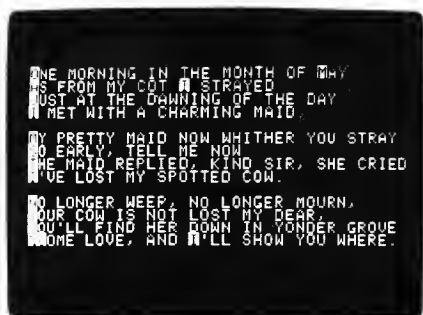 ONE MORNING IN THE MONTH OF MAY
AS FROM MY COT I STRAYED
JUST AT THE DAWNING OF THE DAY
I MET WITH A CHARMING MAID.
MY PRETTY MAID NOW WHITHER YOU STRAY
SO EARLY, TELL ME NOW
THE MAID REPLIED, KIND SIR, SHE CRIED
I'VE LOST MY SPOTTED COW.
NO LONGER WEEP, NO LONGER MOURN,
YOUR COW IS NOT LOST MY DEAR,
YOU'LL FIND HER DOWN IN YONDER GROVE
COME LOVE, AND I'LL SHOW YOU WHERE.